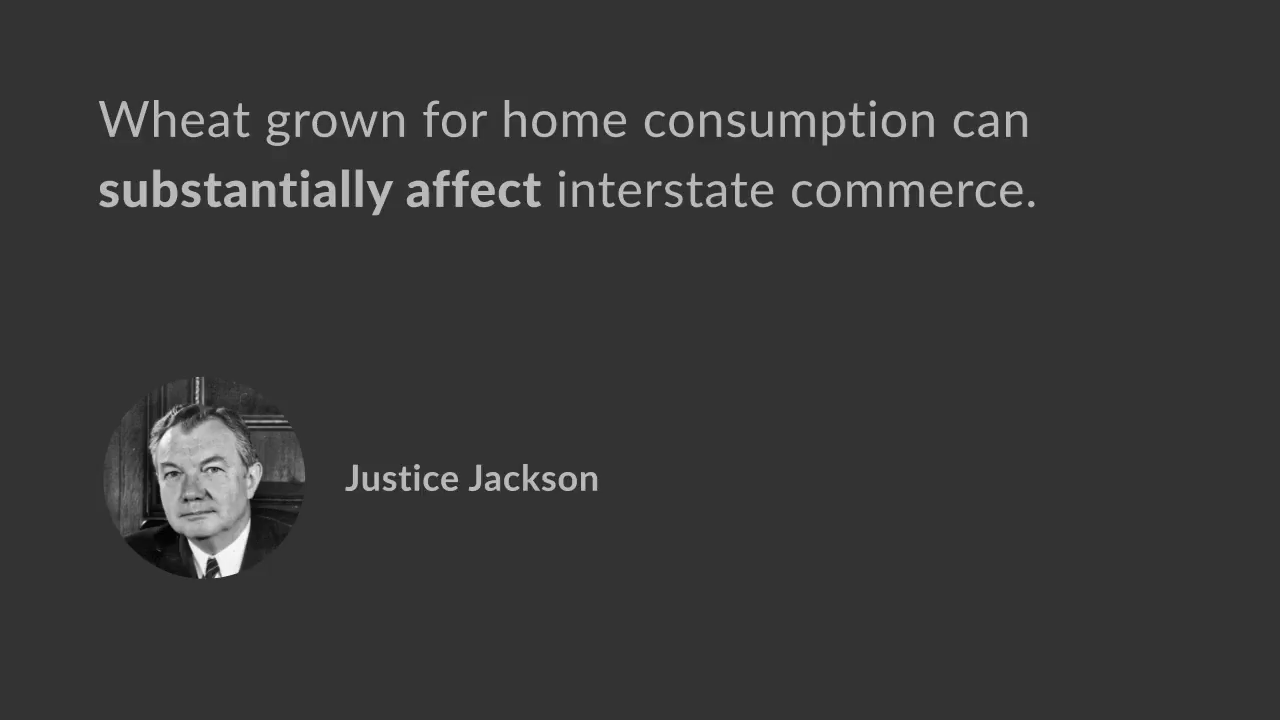 Wheat grown for home consumption can
substantially affect interstate commerce.
Justice Jackson